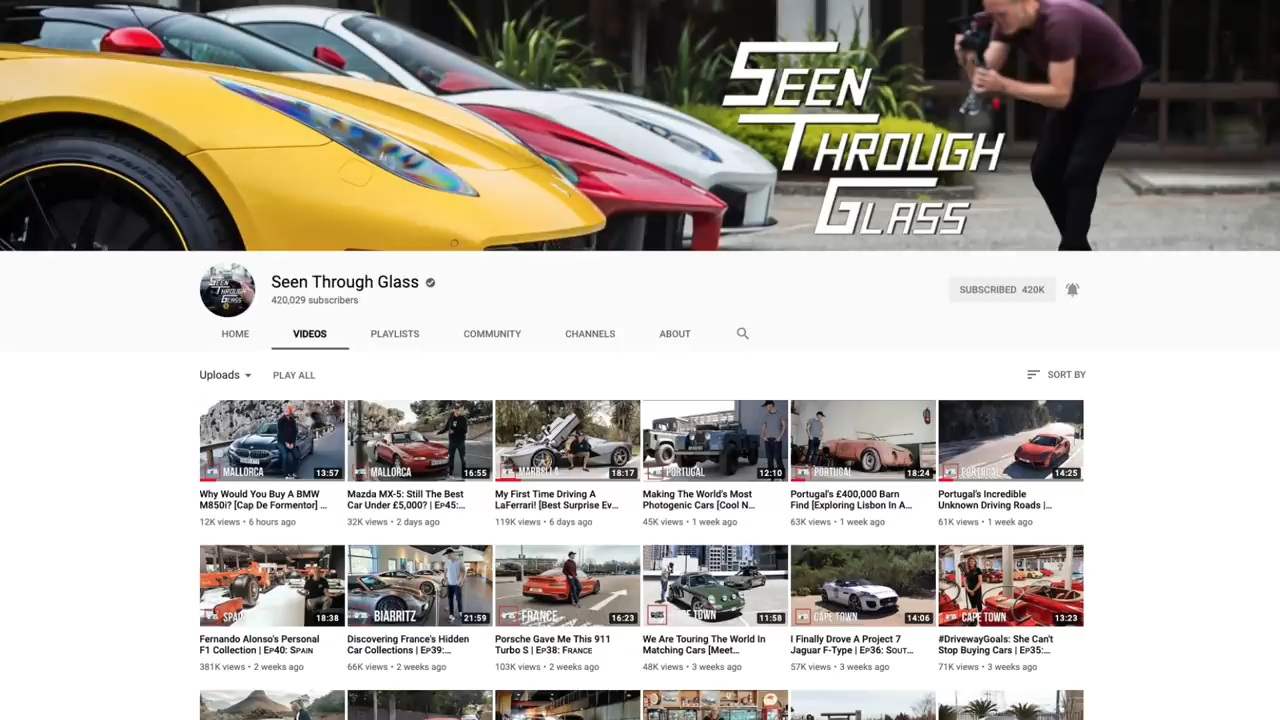 SEEN
THROUGH
GLASS
Seen Through Glass
420,029 subscribers
SUBSCRIBED 420K
HOME VIDEOS PLAYLISTS COMMUNITY CHANNELS ABOUT
Uploads PLAY ALL SORT BY
MALLORCA 13:57 MALLORCA 16:55 MARBELLA 18:17 PORTUGAL 12:10 PORTUGAL 18:24 PORTUGAL 14:25
Why Would You Buy A BMW
M850i? [Cap De Formentor] ...
12K views • 6 hours ago
Mazda MX-5: Still The Best
Car Under £5,000? | Ep45:...
32K views • 2 days ago
My First Time Driving A
LaFerrari! [Best Surprise Ev...
119K views • 6 days ago
Making The World's Most
Photogenic Cars [Cool N...
45K views • 1 week ago
Portugal's £400,000 Barn
Find [Exploring Lisbon In A...
63K views • 1 week ago
Portugal's Incredible
Unknown Driving Roads |...
61K views • 1 week ago
SPAIN 18:38 BIARRITZ 21:59 FRANCE 16:23 TOWN 11:58 CAPE TOWN 14:06 CAPE TOWN 13:23
Fernando Alonso's Personal
F1 Collection | Ep40: Spain
381K views • 2 weeks ago
Discovering France's Hidden
Car Collections | Ep39:...
66K views • 2 weeks ago
Porsche Gave Me This 911
Turbo S | Ep38: France
103K views • 2 weeks ago
We Are Touring The World In
Matching Cars [Meet...
48K views • 3 weeks ago
I Finally Drove A Project 7
Jaguar F-Type | Ep36: Sout...
57K views • 3 weeks ago
#DrivewayGoals: She Can't
Stop Buying Cars | Ep35:...
71K views • 3 weeks ago